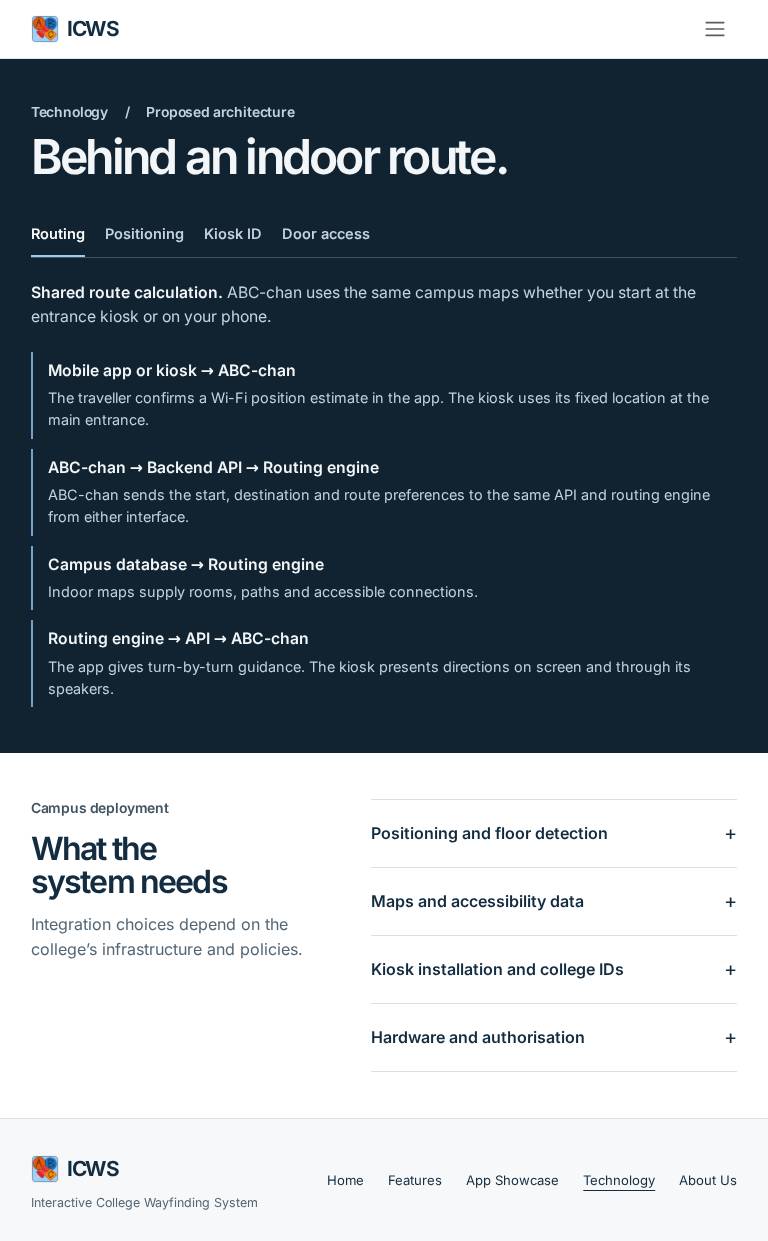 ICWS
Technology / Proposed architecture
Behind an indoor route.
Routing Positioning Kiosk ID Door access
Shared route calculation. ABC-chan uses the same campus maps whether you start at the
entrance kiosk or on your phone.
Mobile app or kiosk → ABC-chan
The traveller confirms a Wi-Fi position estimate in the app. The kiosk uses its fixed location at the
main entrance.
ABC-chan → Backend API → Routing engine
ABC-chan sends the start, destination and route preferences to the same API and routing engine
from either interface.
Campus database → Routing engine
Indoor maps supply rooms, paths and accessible connections.
Routing engine → API → ABC-chan
The app gives turn-by-turn guidance. The kiosk presents directions on screen and through its
speakers.
Campus deployment
What the
system needs
Integration choices depend on the
college’s infrastructure and policies.
Positioning and floor detection +
Maps and accessibility data +
Kiosk installation and college IDs +
Hardware and authorisation +
ICWS
Interactive College Wayfinding System
Home Features App Showcase Technology About Us